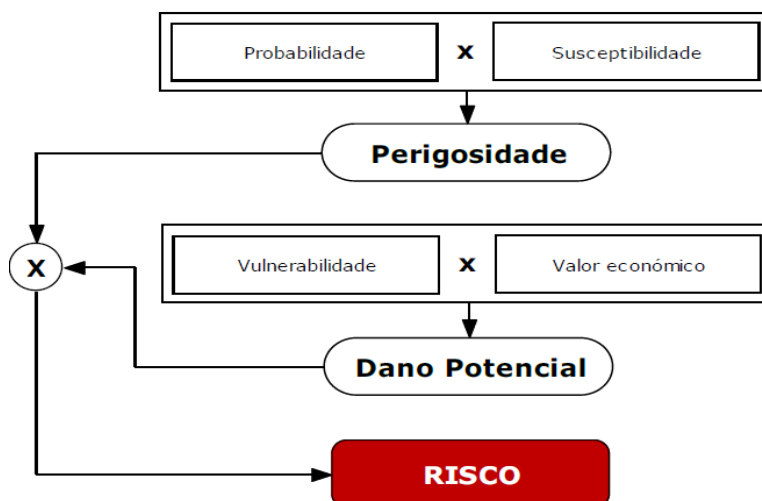 Probabilidade x Susceptibilidade
Perigosidade
X
Vulnerabilidade x Valor económico
Dano Potencial
RISCO